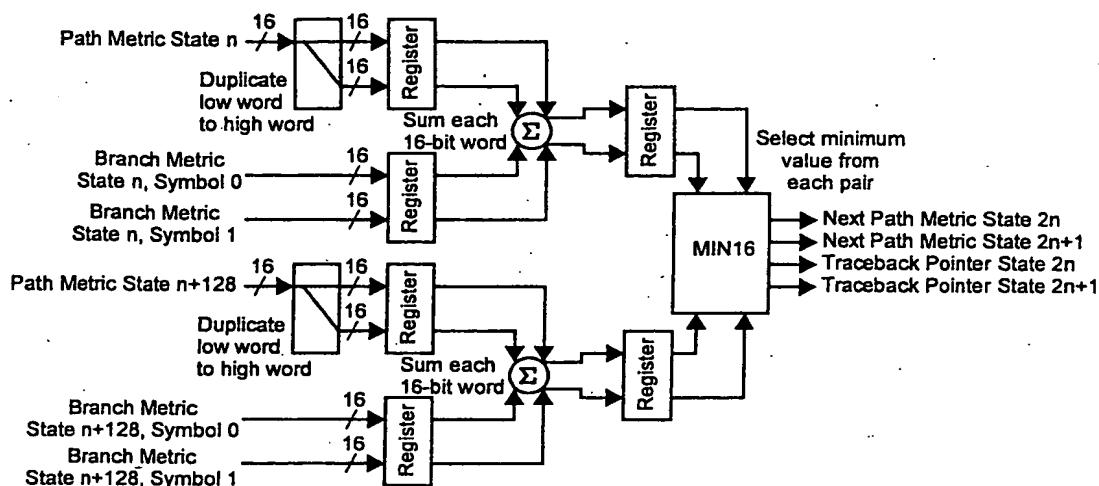 16
16
Path Metric State n
16
Duplicate
low word
to high word
Register
Sum each
16-bit word
Σ
Register
Select minimum
value from
each pair
16
Branch Metric
State n, Symbol 0
16
Branch Metric
State n, Symbol 1
Register
MIN16
Next Path Metric State 2n
Next Path Metric State 2n+1
Traceback Pointer State 2n
Traceback Pointer State 2n+1
16
16
Path Metric State n+128
16
Duplicate
low word
to high word
Register
Sum each
16-bit word
Σ
Register
16
Branch Metric
State n+128, Symbol 0
16
Branch Metric
State n+128, Symbol 1
Register